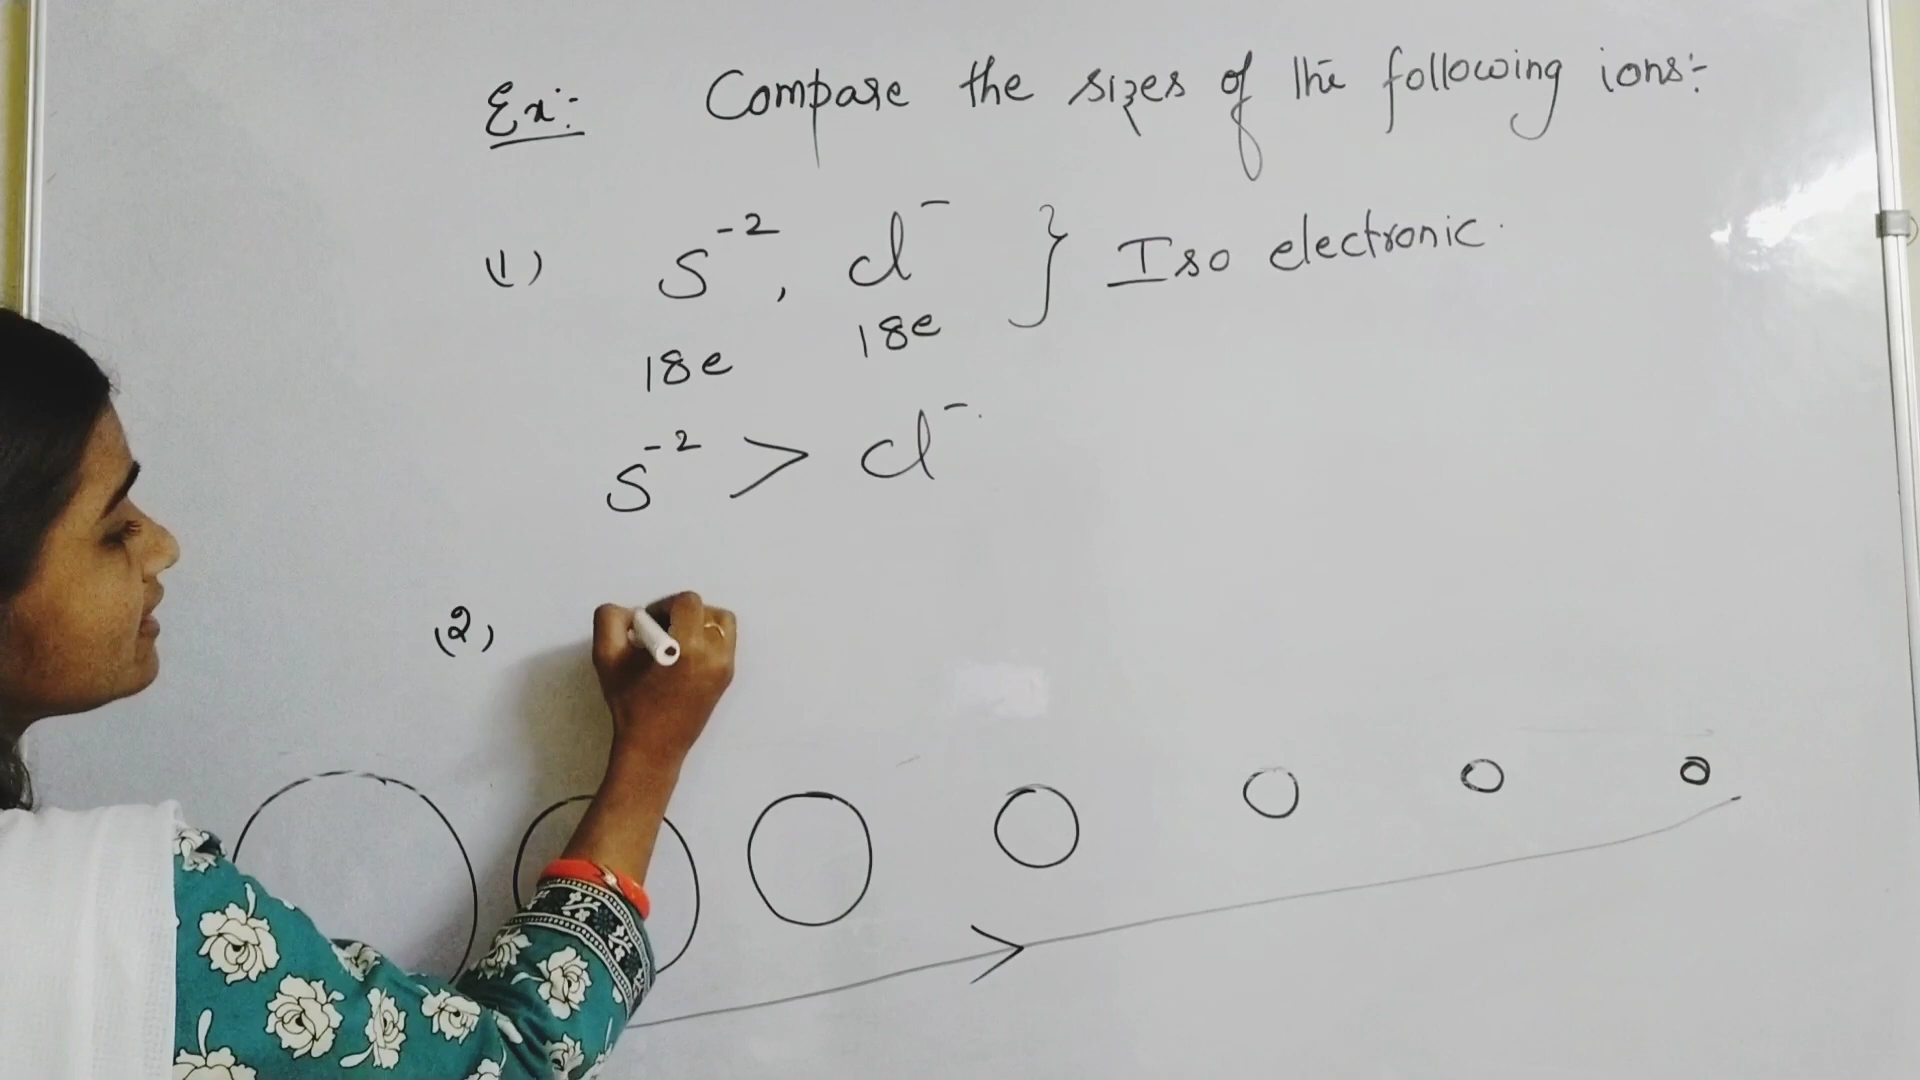 Ex:- Compare the sizes of the following ions:-
(1) S⁻², Cl⁻ } Iso electronic.
18e 18e
S⁻² > Cl⁻
(2)